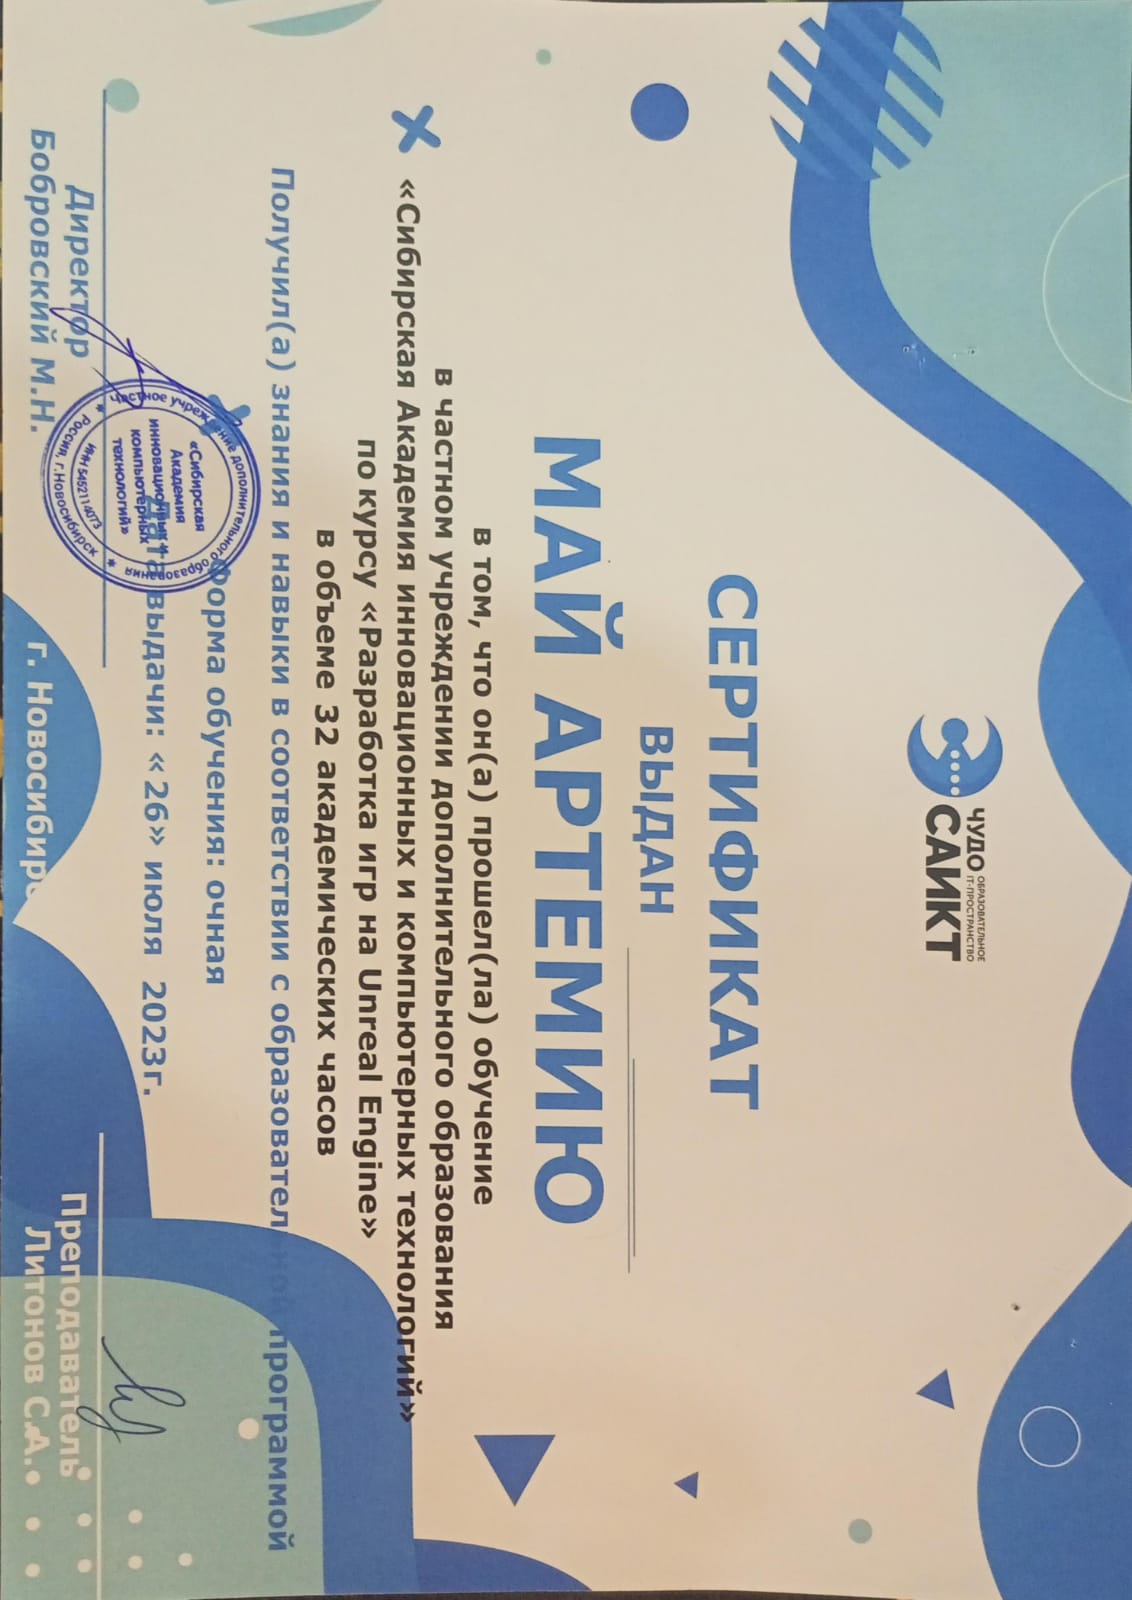 ЧУДО ОБРАЗОВАТЕЛЬНОЕ
IT-ПРОСТРАНСТВО
САИКТ
СЕРТИФИКАТ
ВЫДАН
МАЙ АРТЕМИЮ
в том, что он(а) прошел(ла) обучение
в частном учреждении дополнительного образования
«Сибирская Академия инновационных и компьютерных технологий»
по курсу «Разработка игр на Unreal Engine»
в объеме 32 академических часов
Получил(а) знания и навыки в соответствии с образовательной программой
Форма обучения: очная
Дата выдачи: «26» июля 2023г.
Частное учреждение дополнительного образования
«Сибирская
Академия
инновационных и
компьютерных
технологий»
ИНН 5452114073
Россия, г.Новосибирск
Директор
Бобровский М.Н.
г. Новосибирс
Преподаватель
Литонов С.А.